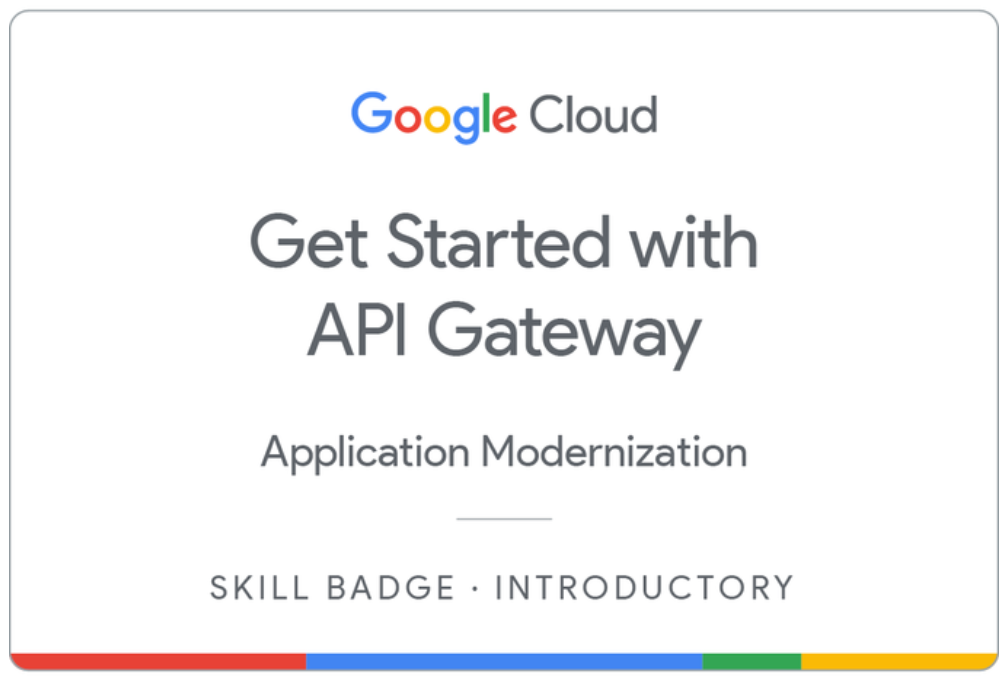 Google Cloud
Get Started with
API Gateway
Application Modernization
SKILL BADGE · INTRODUCTORY